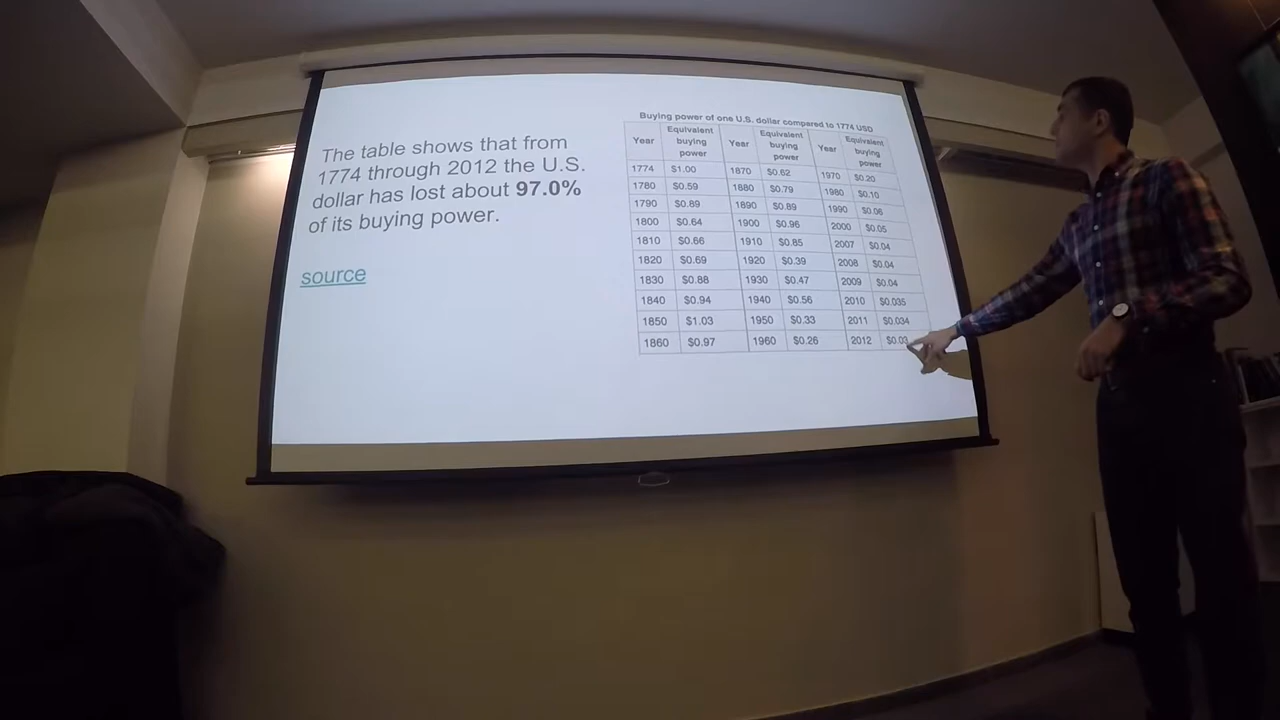 The table shows that from
1774 through 2012 the U.S.
dollar has lost about 97.0%
of its buying power.
source
Buying power of one U.S. dollar compared to 1774 USD
Year Equivalent buying power Year Equivalent buying power Year Equivalent buying power
1774 $1.00 1870 $0.62 1970 $0.20
1780 $0.59 1880 $0.79 1980 $0.10
1790 $0.89 1890 $0.89 1990 $0.06
1800 $0.64 1900 $0.96 2000 $0.05
1810 $0.66 1910 $0.85 2007 $0.04
1820 $0.69 1920 $0.39 2008 $0.04
1830 $0.88 1930 $0.47 2009 $0.04
1840 $0.94 1940 $0.56 2010 $0.035
1850 $1.03 1950 $0.33 2011 $0.034
1860 $0.97 1960 $0.26 2012 $0.03